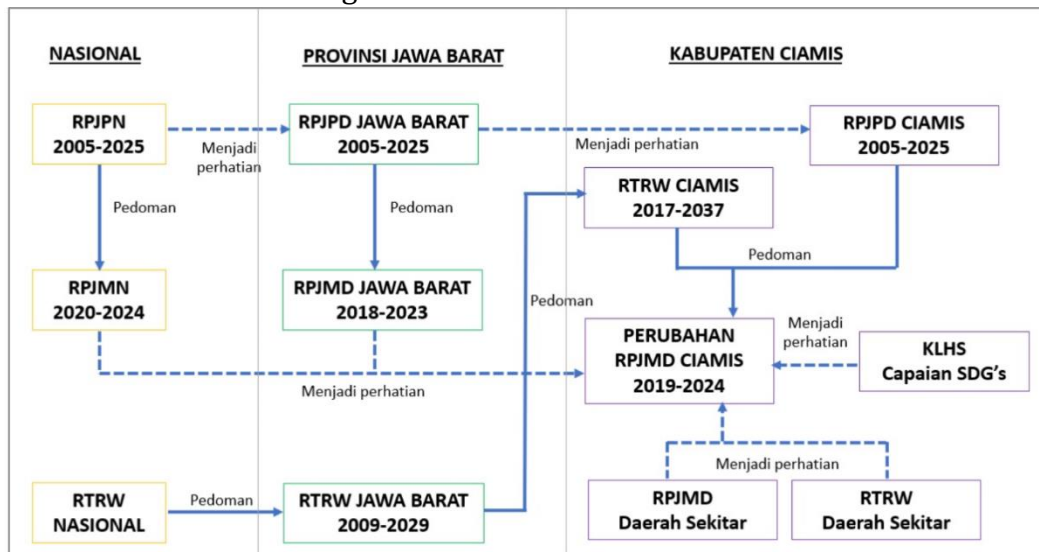 NASIONAL
PROVINSI JAWA BARAT
KABUPATEN CIAMIS
RPJPN
2005-2025
Menjadi
perhatian
RPJPD JAWA BARAT
2005-2025
Menjadi perhatian
RPJPD CIAMIS
2005-2025
RTRW CIAMIS
2017-2037
Pedoman
Pedoman
Pedoman
RPJMN
2020-2024
RPJMD JAWA BARAT
2018-2023
Pedoman
PERUBAHAN
RPJMD CIAMIS
2019-2024
Menjadi
perhatian
KLHS
Capaian SDG's
Menjadi perhatian
Menjadi perhatian
RTRW
NASIONAL
Pedoman
RTRW JAWA BARAT
2009-2029
RPJMD
Daerah Sekitar
RTRW
Daerah Sekitar